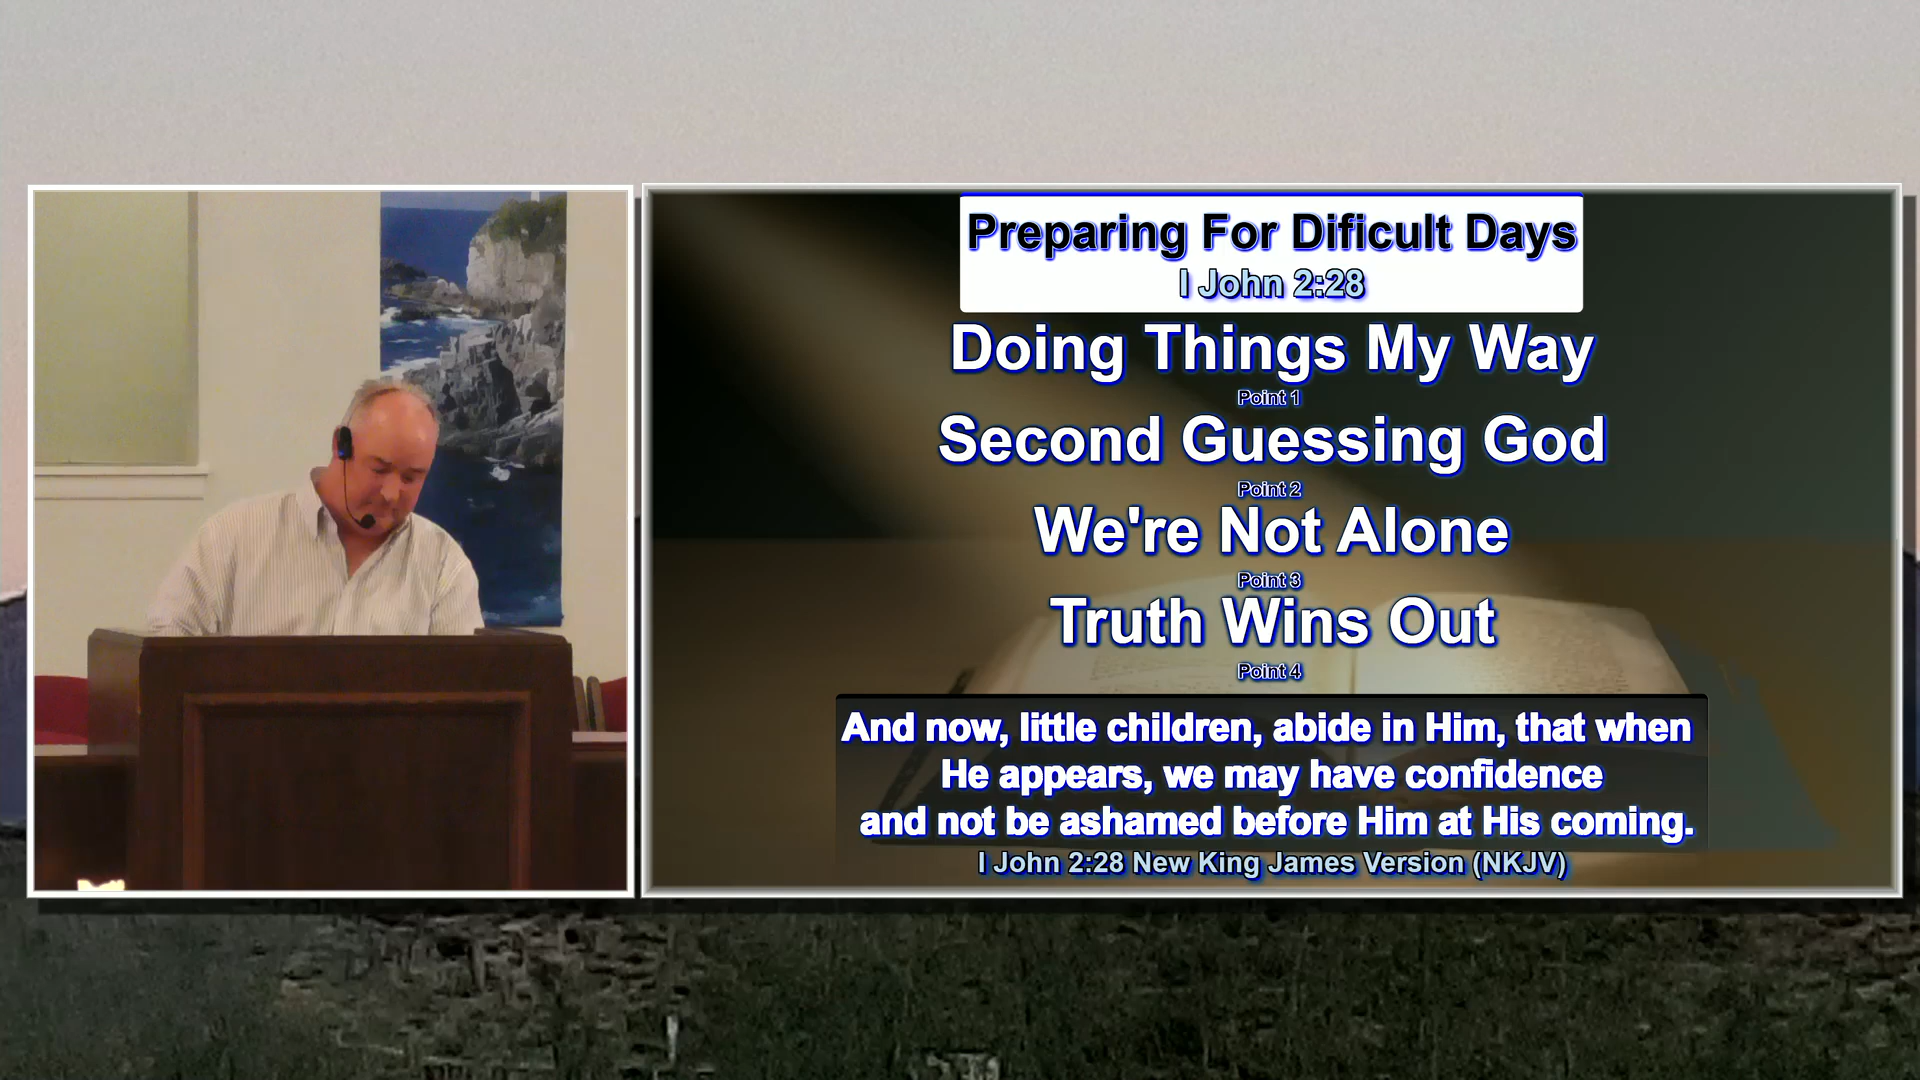 Preparing For Dificult Days
I John 2:28
Doing Things My Way
Point 1
Second Guessing God
Point 2
We're Not Alone
Point 3
Truth Wins Out
Point 4
And now, little children, abide in Him, that when
He appears, we may have confidence
and not be ashamed before Him at His coming.
I John 2:28 New King James Version (NKJV)